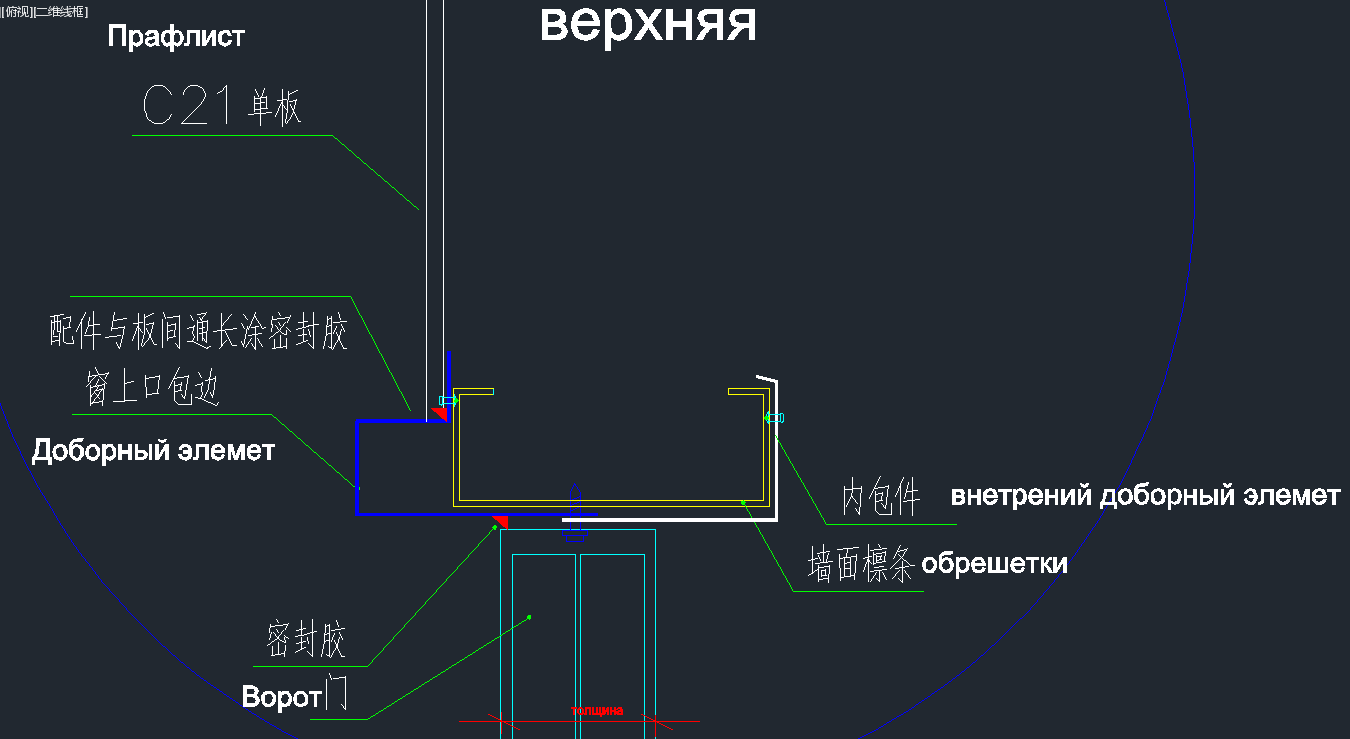 ][俯视][二维线框]
верхняя
Прафлист
C21 单板
配件与板间通长涂密封胶
窗上口包边
Доборный элемет
内包件 внетрений доборный элемет
墙面檩条 обрешетки
密封胶
Ворот门
толщина